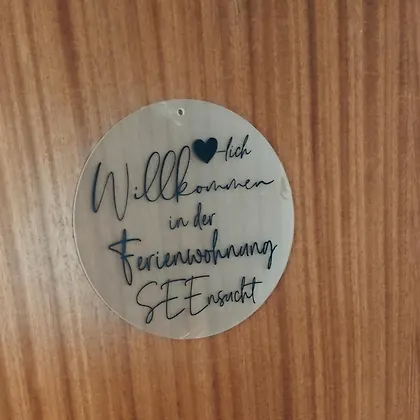 ♥-lich
Willkommen
in der
Ferienwohnung
SEEnsucht